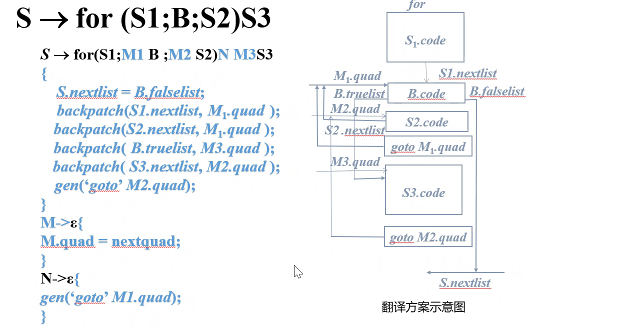 S → for (S1;B;S2)S3
S → for(S1;M1 B ;M2 S2)N M3S3
{
S.nextlist = B.falselist;
backpatch(S1.nextlist, M1.quad );
backpatch(S2.nextlist, M1.quad );
backpatch( B.truelist, M3.quad );
backpatch( S3.nextlist, M2.quad );
gen(‘goto’ M2.quad);
}
M->ε{
M.quad = nextquad;
}
N->ε{
gen(‘goto’ M1.quad);
}
for
S1.code
M1.quad
S1.nextlist
B.truelist
B.code
B.falselist
M2.quad
S2.code
S2.nextlist
goto M1.quad
M3.quad
S3.code
goto M2.quad
S.nextlist
翻译方案示意图